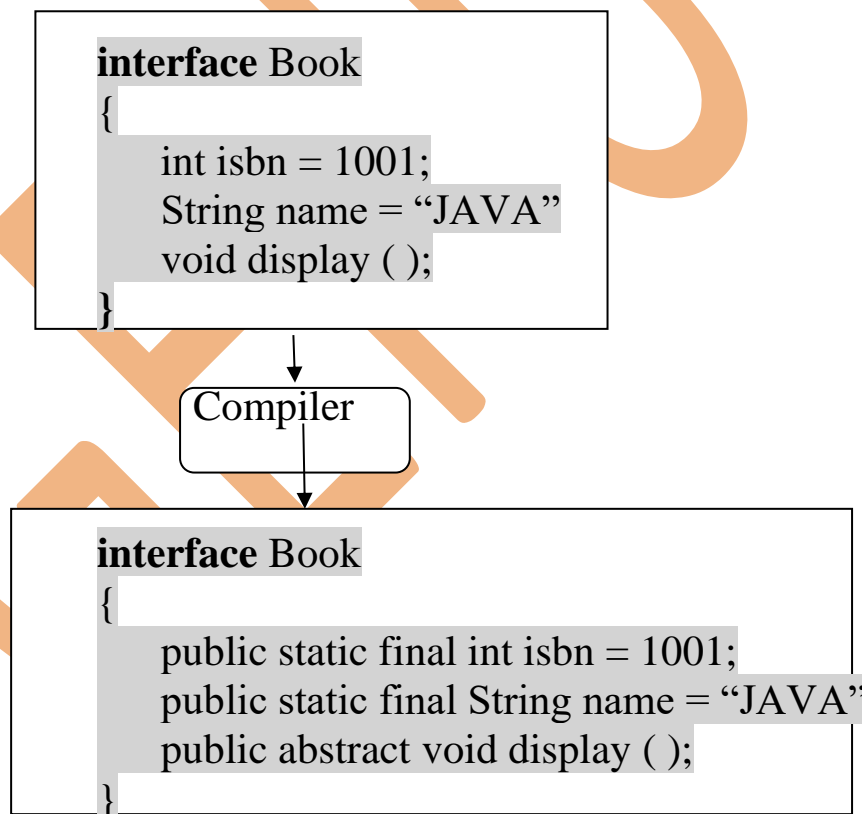 interface Book
{
int isbn = 1001;
String name = “JAVA”
void display ( );
}
Compiler
interface Book
{
public static final int isbn = 1001;
public static final String name = “JAVA”
public abstract void display ( );
}